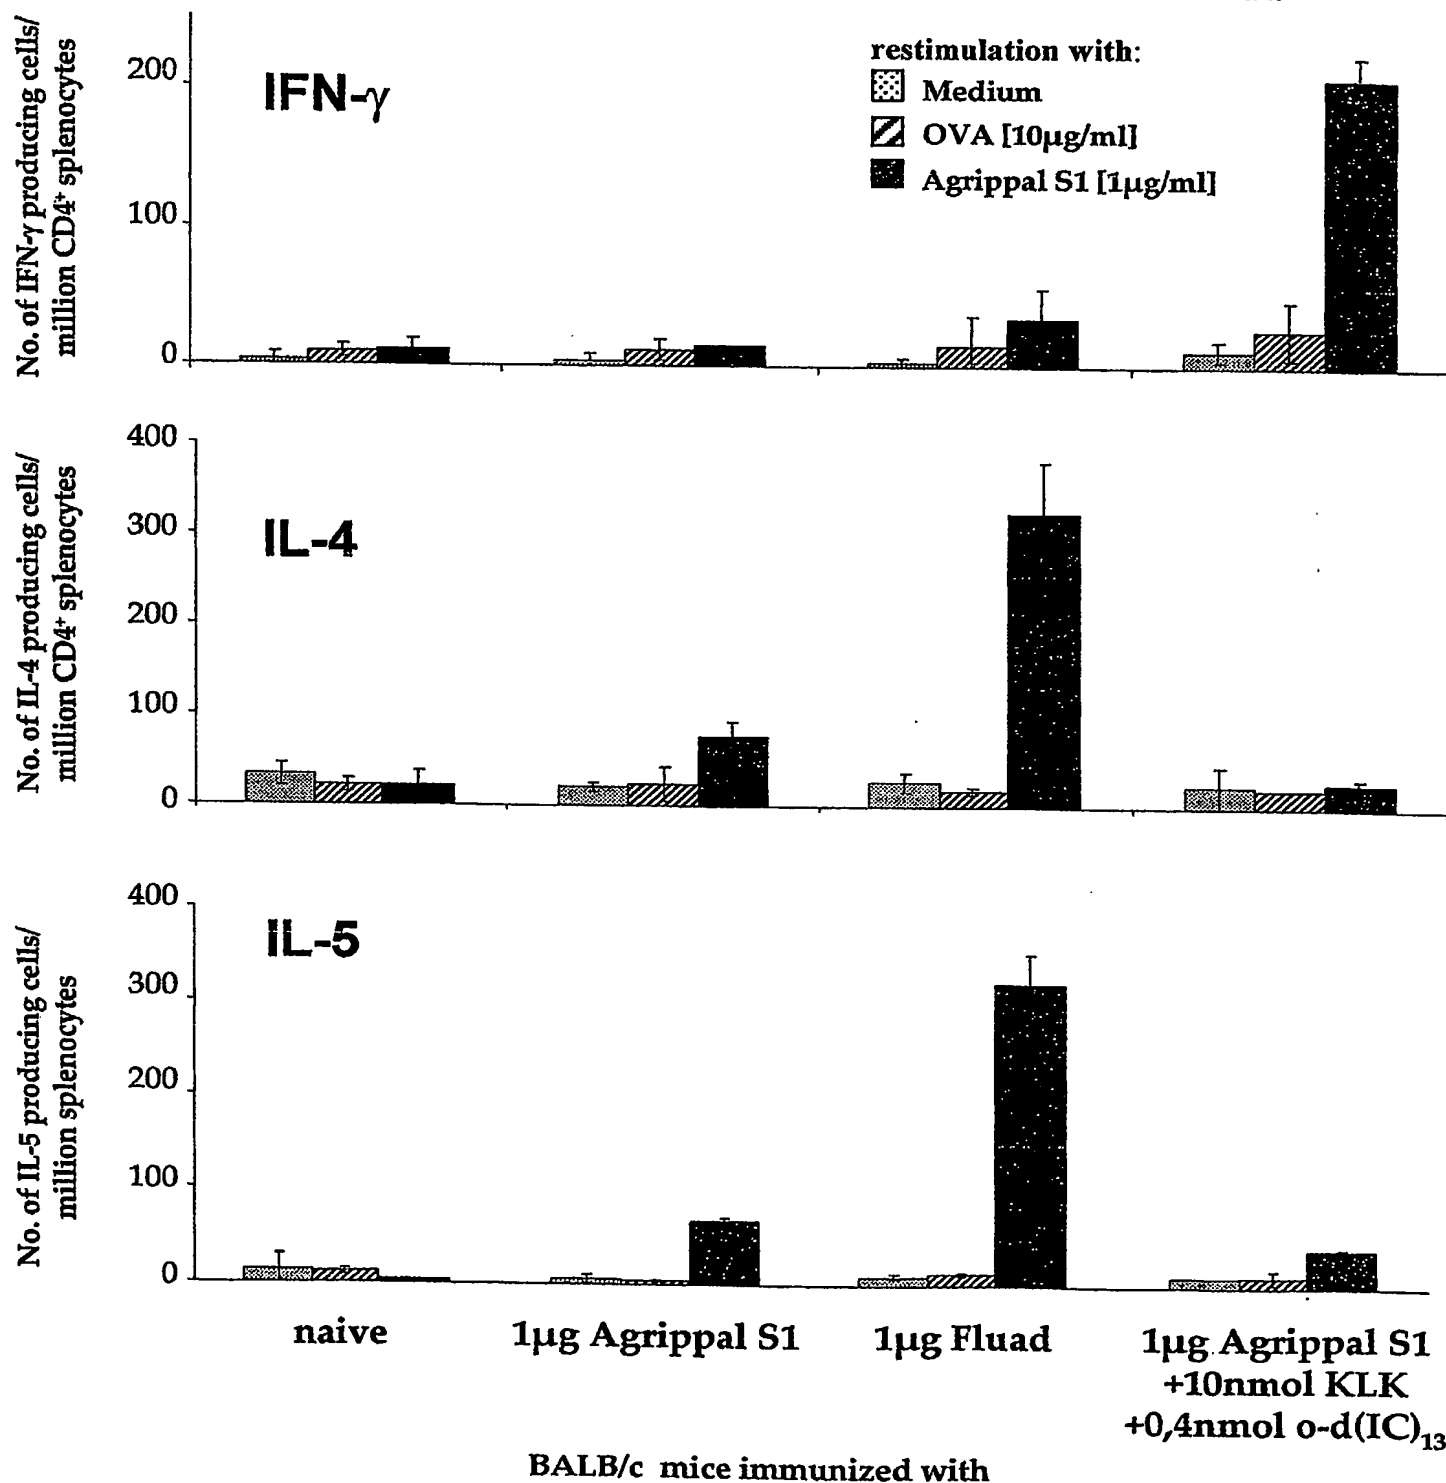 No. of IFN-γ producing cells/
million CD4⁺ splenocytes
200
100
0
IFN-γ
restimulation with:
Medium
OVA [10μg/ml]
Agrippal S1 [1μg/ml]
No. of IL-4 producing cells/
million CD4⁺ splenocytes
400
300
200
100
0
IL-4
No. of IL-5 producing cells/
million splenocytes
400
300
200
100
0
IL-5
naive
1μg Agrippal S1
1μg Fluad
1μg Agrippal S1
+10nmol KLK
+0,4nmol o-d(IC)₁₃
BALB/c mice immunized with